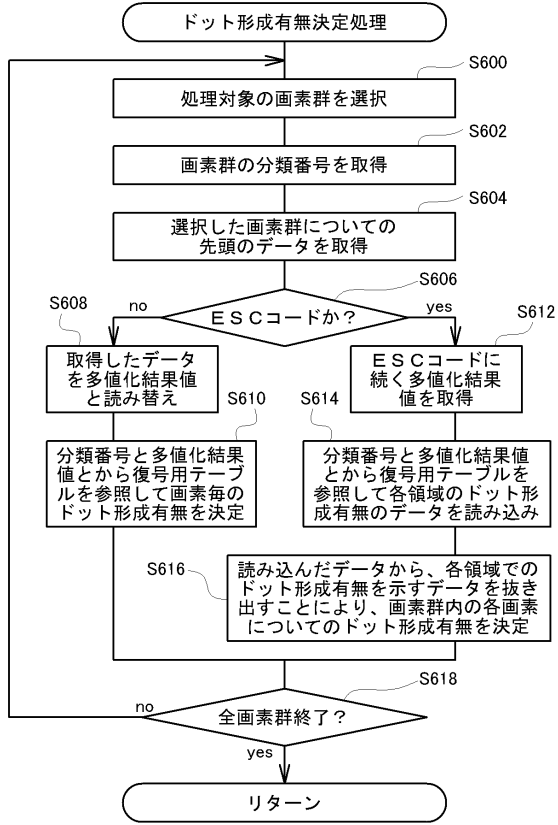 ドット形成有無決定処理
S600
処理対象の画素群を選択
S602
画素群の分類番号を取得
S604
選択した画素群についての
先頭のデータを取得
S606
ESCコードか?
no
yes
S608
取得したデータ
を多値化結果値
と読み替え
S612
ESCコードに
続く多値化結果
値を取得
S610
分類番号と多値化結果
値とから復号用テーブ
ルを参照して画素毎の
ドット形成有無を決定
S614
分類番号と多値化結果値
とから復号用テーブルを
参照して各領域のドット形
成有無のデータを読み込み
S616
読み込んだデータから、各領域での
ドット形成有無を示すデータを抜き
出すことにより、画素群内の各画素
についてのドット形成有無を決定
S618
全画素群終了?
no
yes
リターン